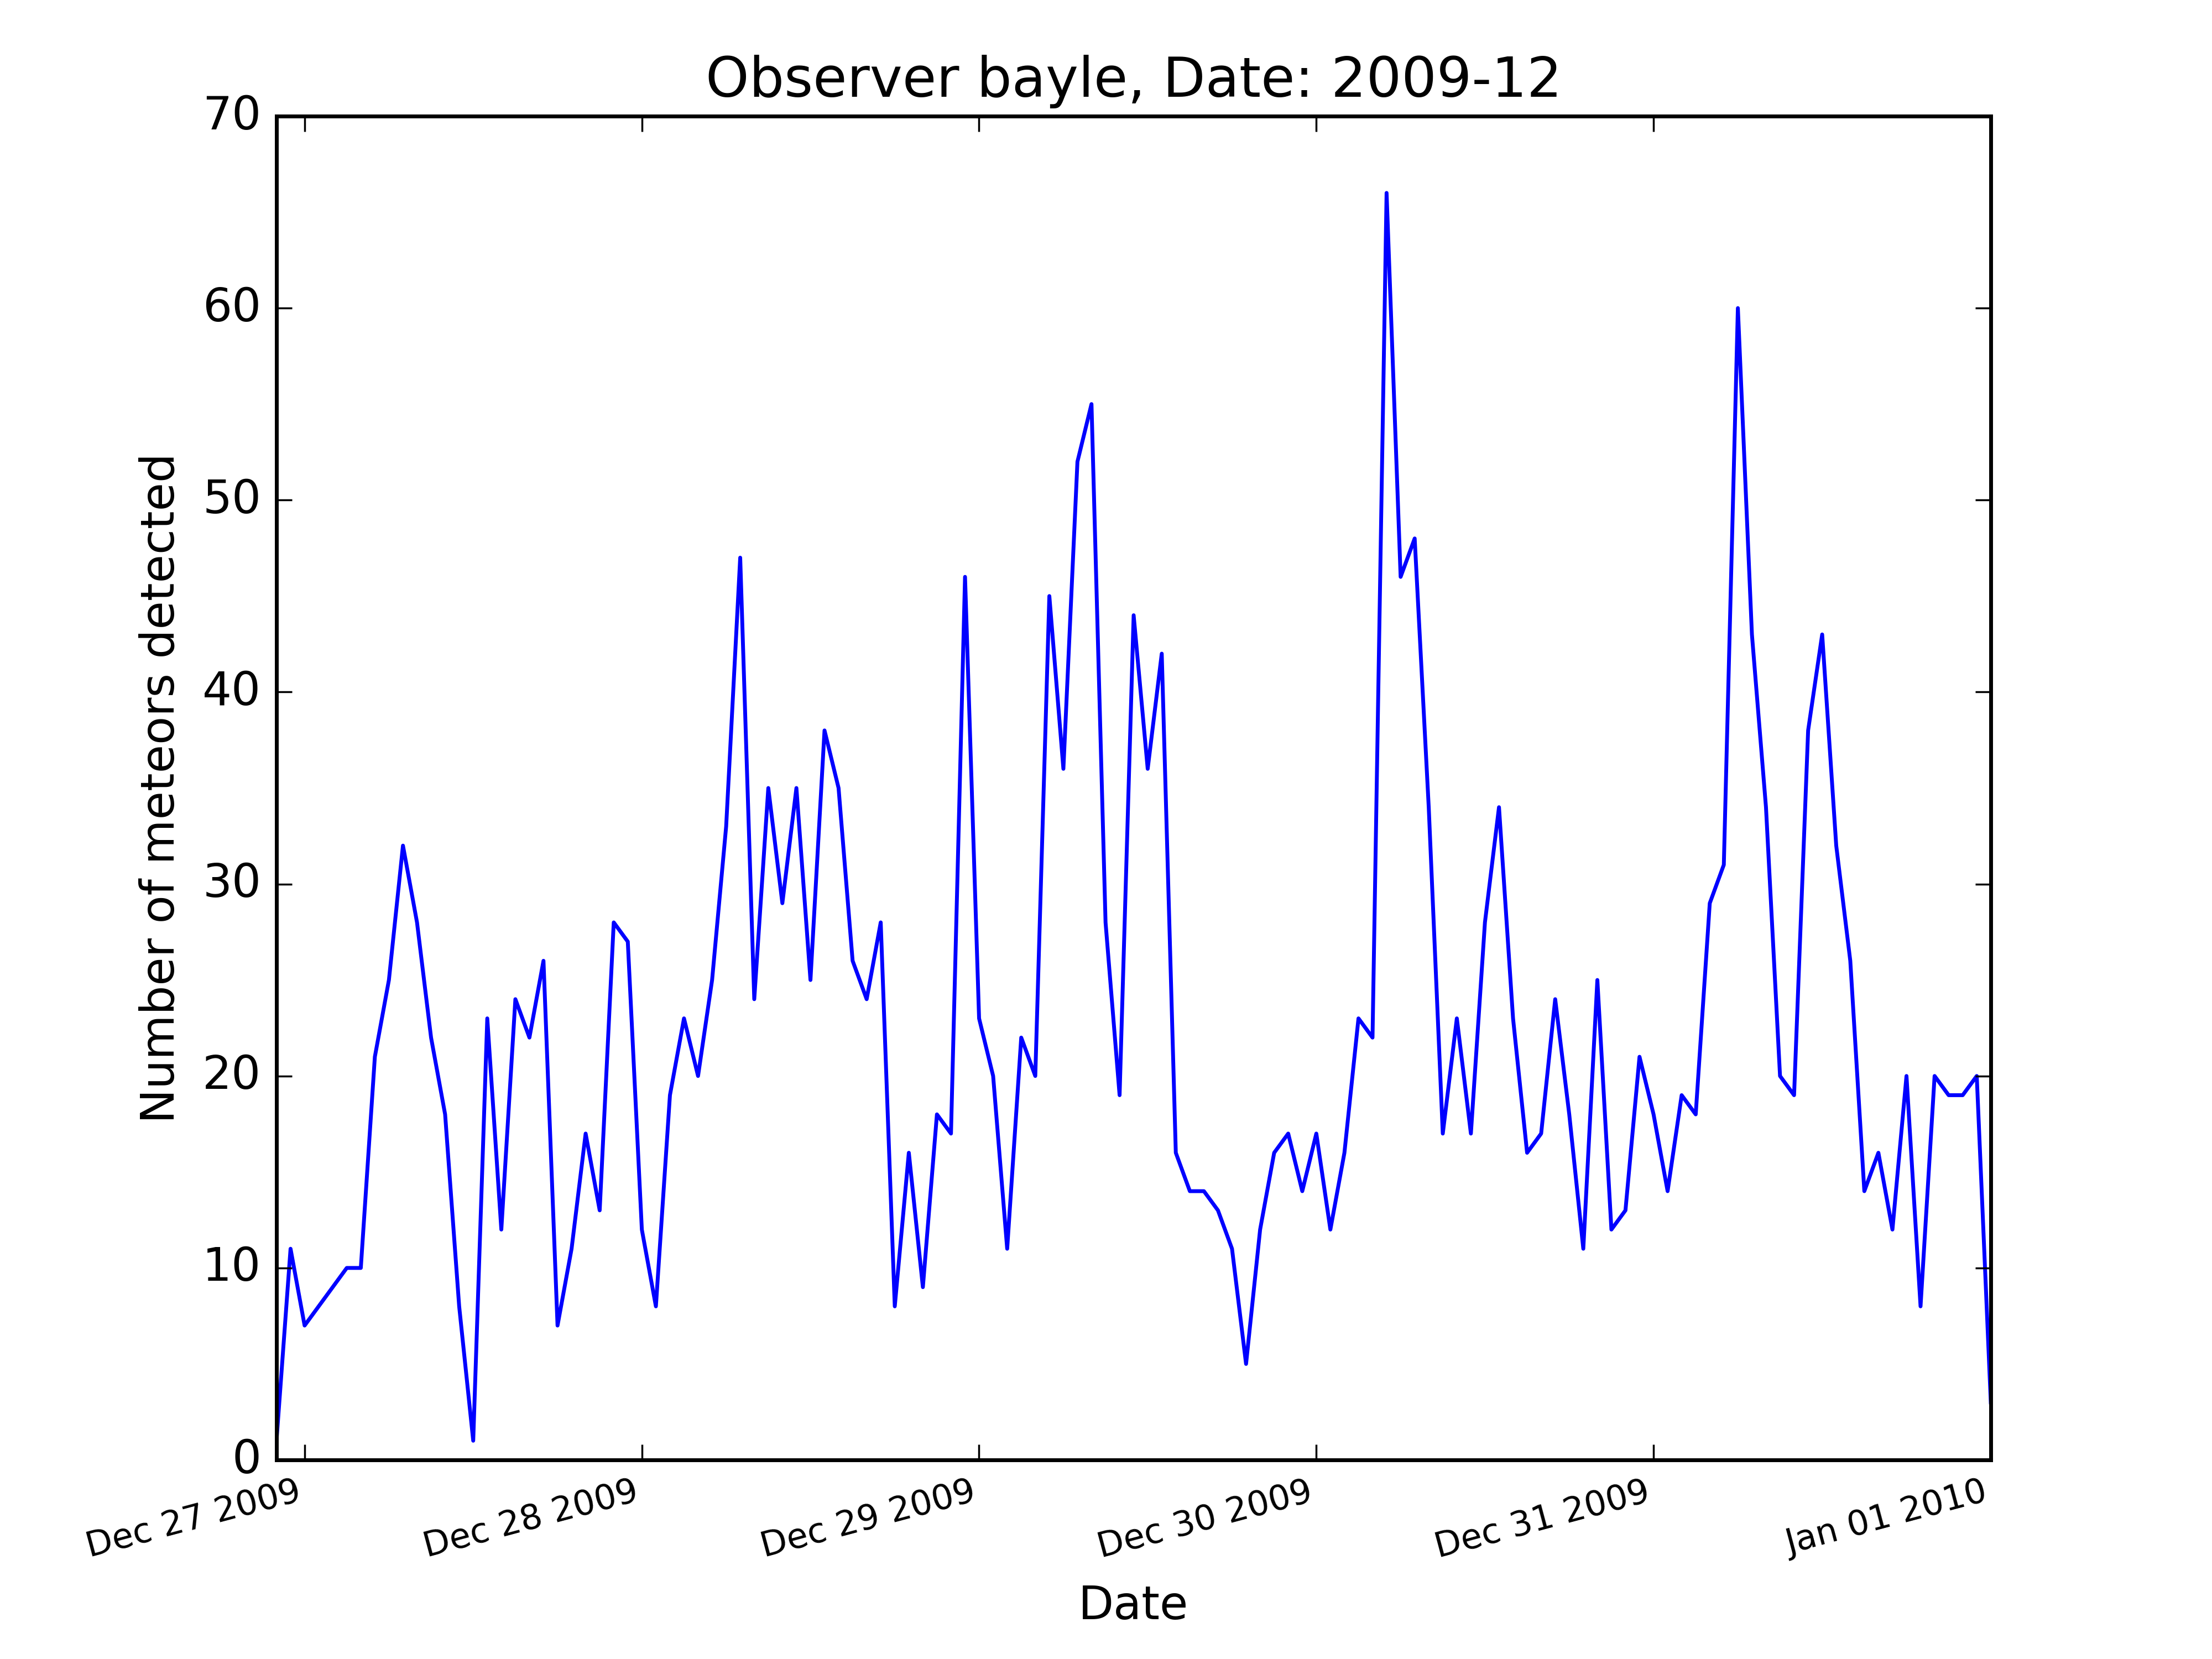 Observer bayle, Date: 2009-12
Number of meteors detected
70
60
50
40
30
20
10
0
Dec 27 2009
Dec 28 2009
Dec 29 2009
Dec 30 2009
Dec 31 2009
Jan 01 2010
Date